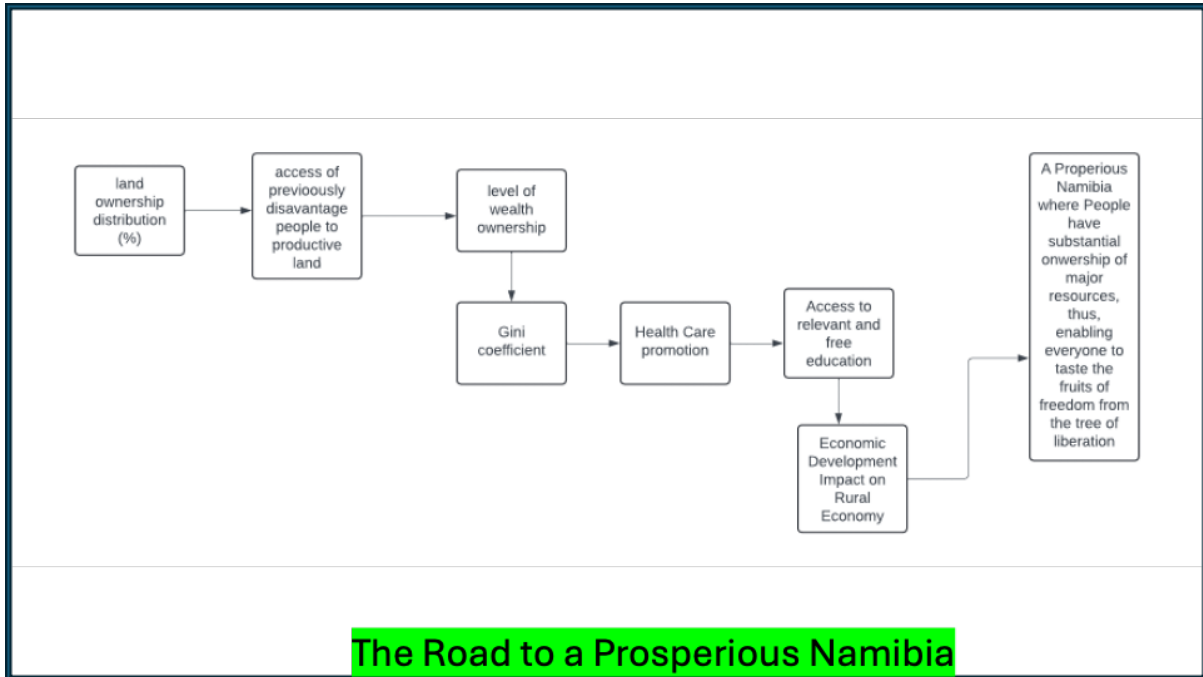 land
ownership
distribution
(%)
access of
previoously
disavantage
people to
productive
land
level of
wealth
ownership
Gini
coefficient
Health Care
promotion
Access to
relevant and
free
education
Economic
Development
Impact on
Rural
Economy
A Properious
Namibia
where People
have
substantial
onwership of
major
resources,
thus,
enabling
everyone to
taste the
fruits of
freedom from
the tree of
liberation
The Road to a Prosperious Namibia